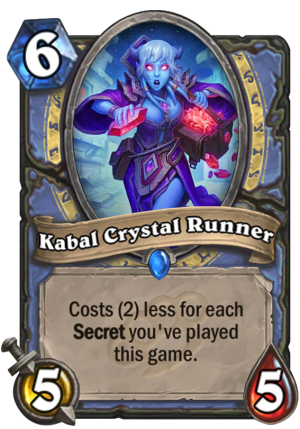 6
Kabal Crystal Runner
Costs (2) less for each
Secret you've played
this game.
5
5